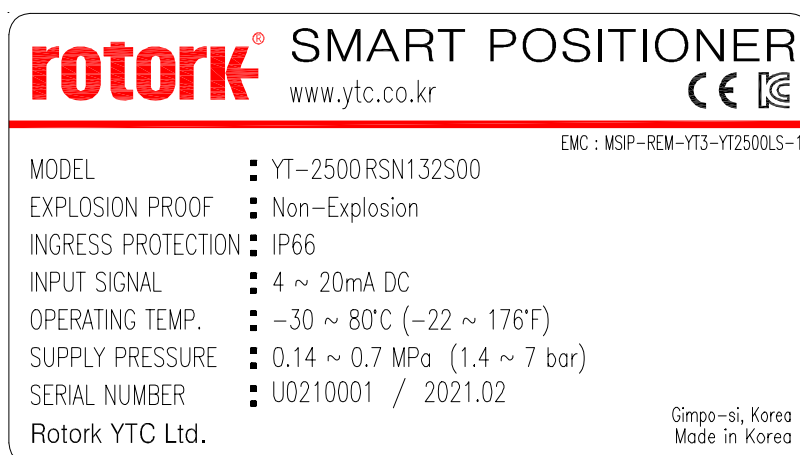 rotork® SMART POSITIONER
www.ytc.co.kr CE
EMC : MSIP-REM-YT3-YT2500LS-1
MODEL : YT-2500RSN132S00
EXPLOSION PROOF : Non-Explosion
INGRESS PROTECTION : IP66
INPUT SIGNAL : 4 ~ 20mA DC
OPERATING TEMP. : -30 ~ 80°C (-22 ~ 176°F)
SUPPLY PRESSURE : 0.14 ~ 0.7 MPa (1.4 ~ 7 bar)
SERIAL NUMBER : U0210001 / 2021.02
Rotork YTC Ltd.
Gimpo-si, Korea
Made in Korea